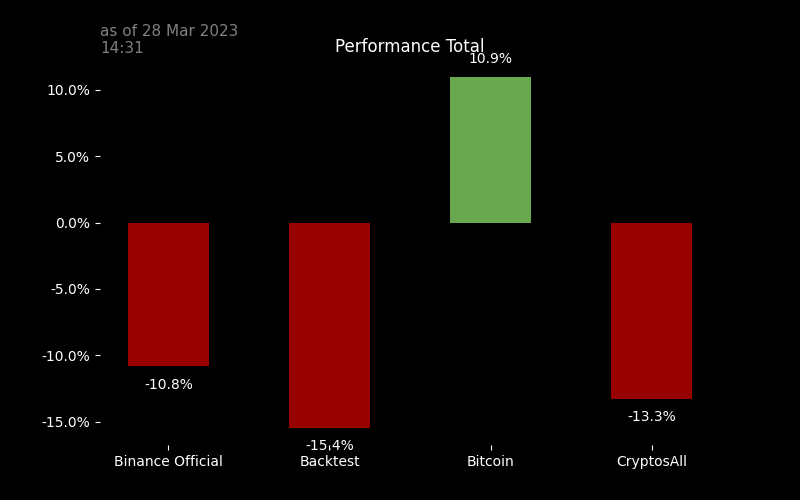 as of 28 Mar 2023
14:31
Performance Total
10.9%
10.0%
5.0%
0.0%
-5.0%
-10.0%
-10.8%
-13.3%
-15.0%
-15.4%
Binance Official
Backtest
Bitcoin
CryptosAll